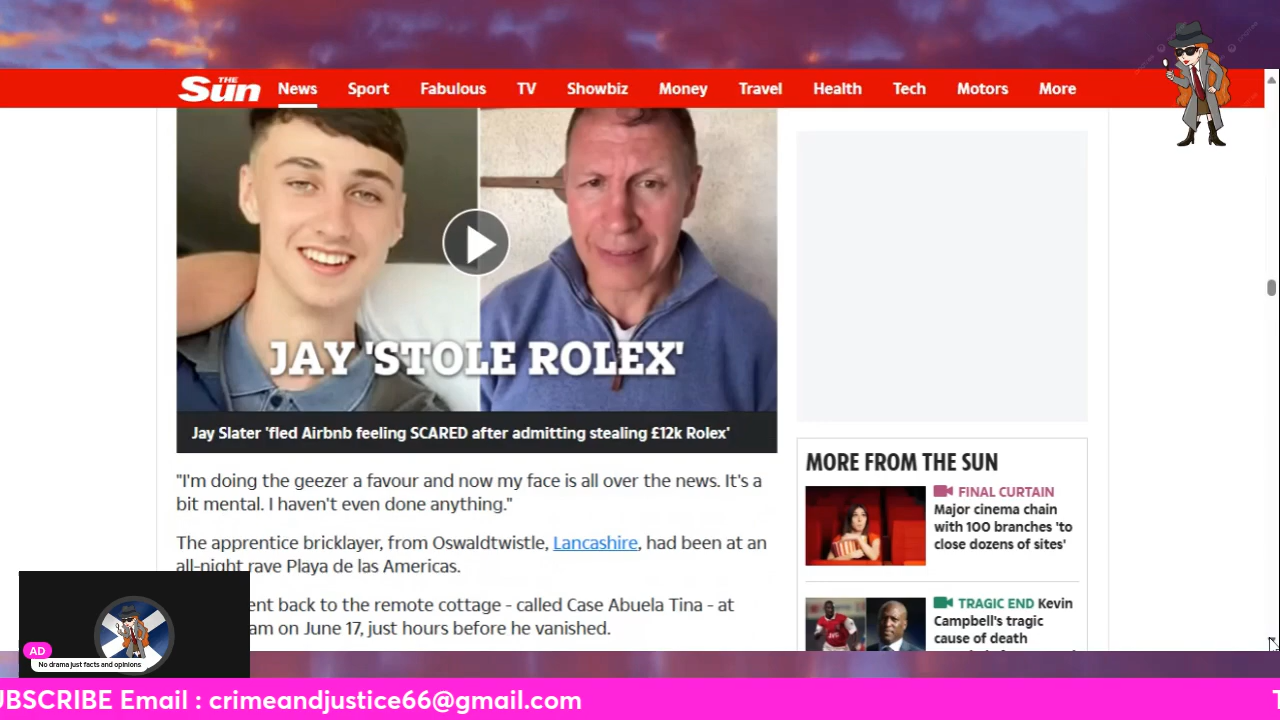 THE
Sun
News Sport Fabulous TV Showbiz Money Travel Health Tech Motors More
JAY 'STOLE ROLEX'
Jay Slater 'fled Airbnb feeling SCARED after admitting stealing £12k Rolex'
"I'm doing the geezer a favour and now my face is all over the news. It's a
bit mental. I haven't even done anything."
The apprentice bricklayer, from Oswaldtwistle, Lancashire, had been at an
all-night rave Playa de las Americas.
ent back to the remote cottage - called Case Abuela Tina - at
am on June 17, just hours before he vanished.
MORE FROM THE SUN
FINAL CURTAIN
Major cinema chain
with 100 branches 'to
close dozens of sites'
TRAGIC END Kevin
Campbell's tragic
cause of death
AD
No drama just facts and opinions
UBSCRIBE Email : crimeandjustice66@gmail.com